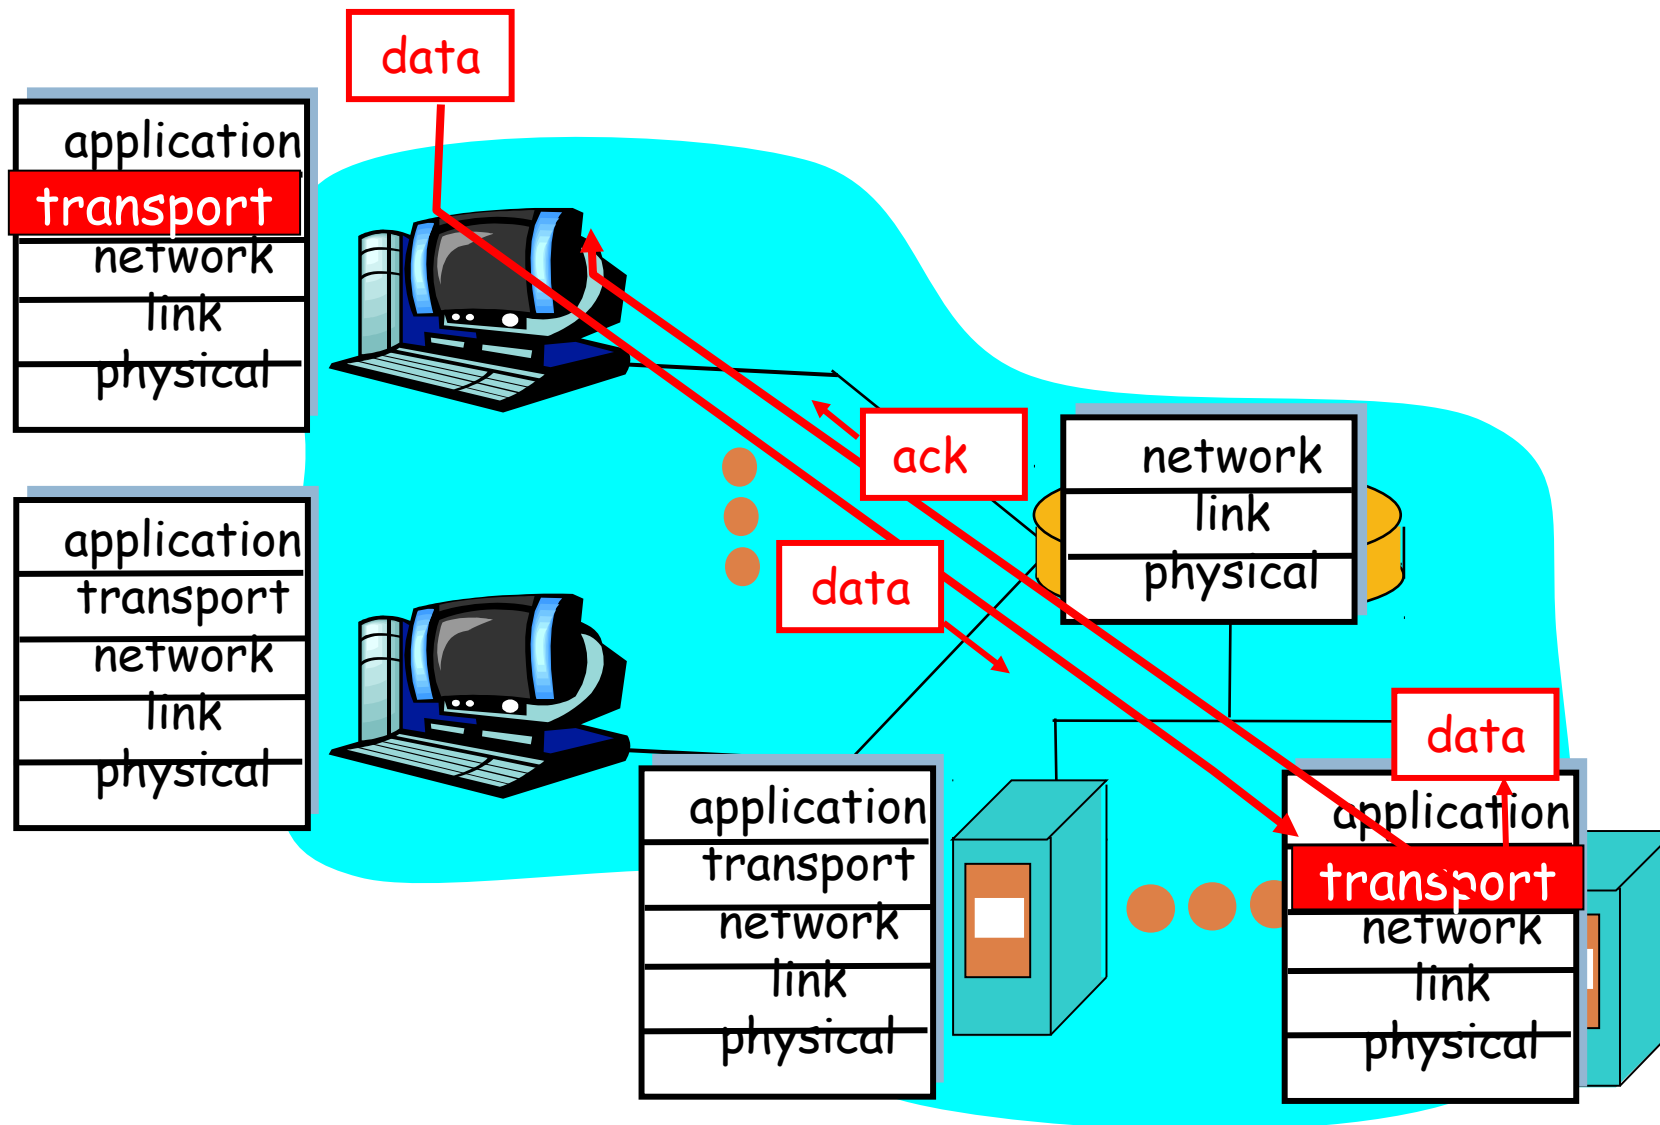 data
application
transport
network
link
physical
ack
network
link
physical
application
transport
network
link
physical
data
data
application
transport
network
link
physical
application
transport
network
link
physical